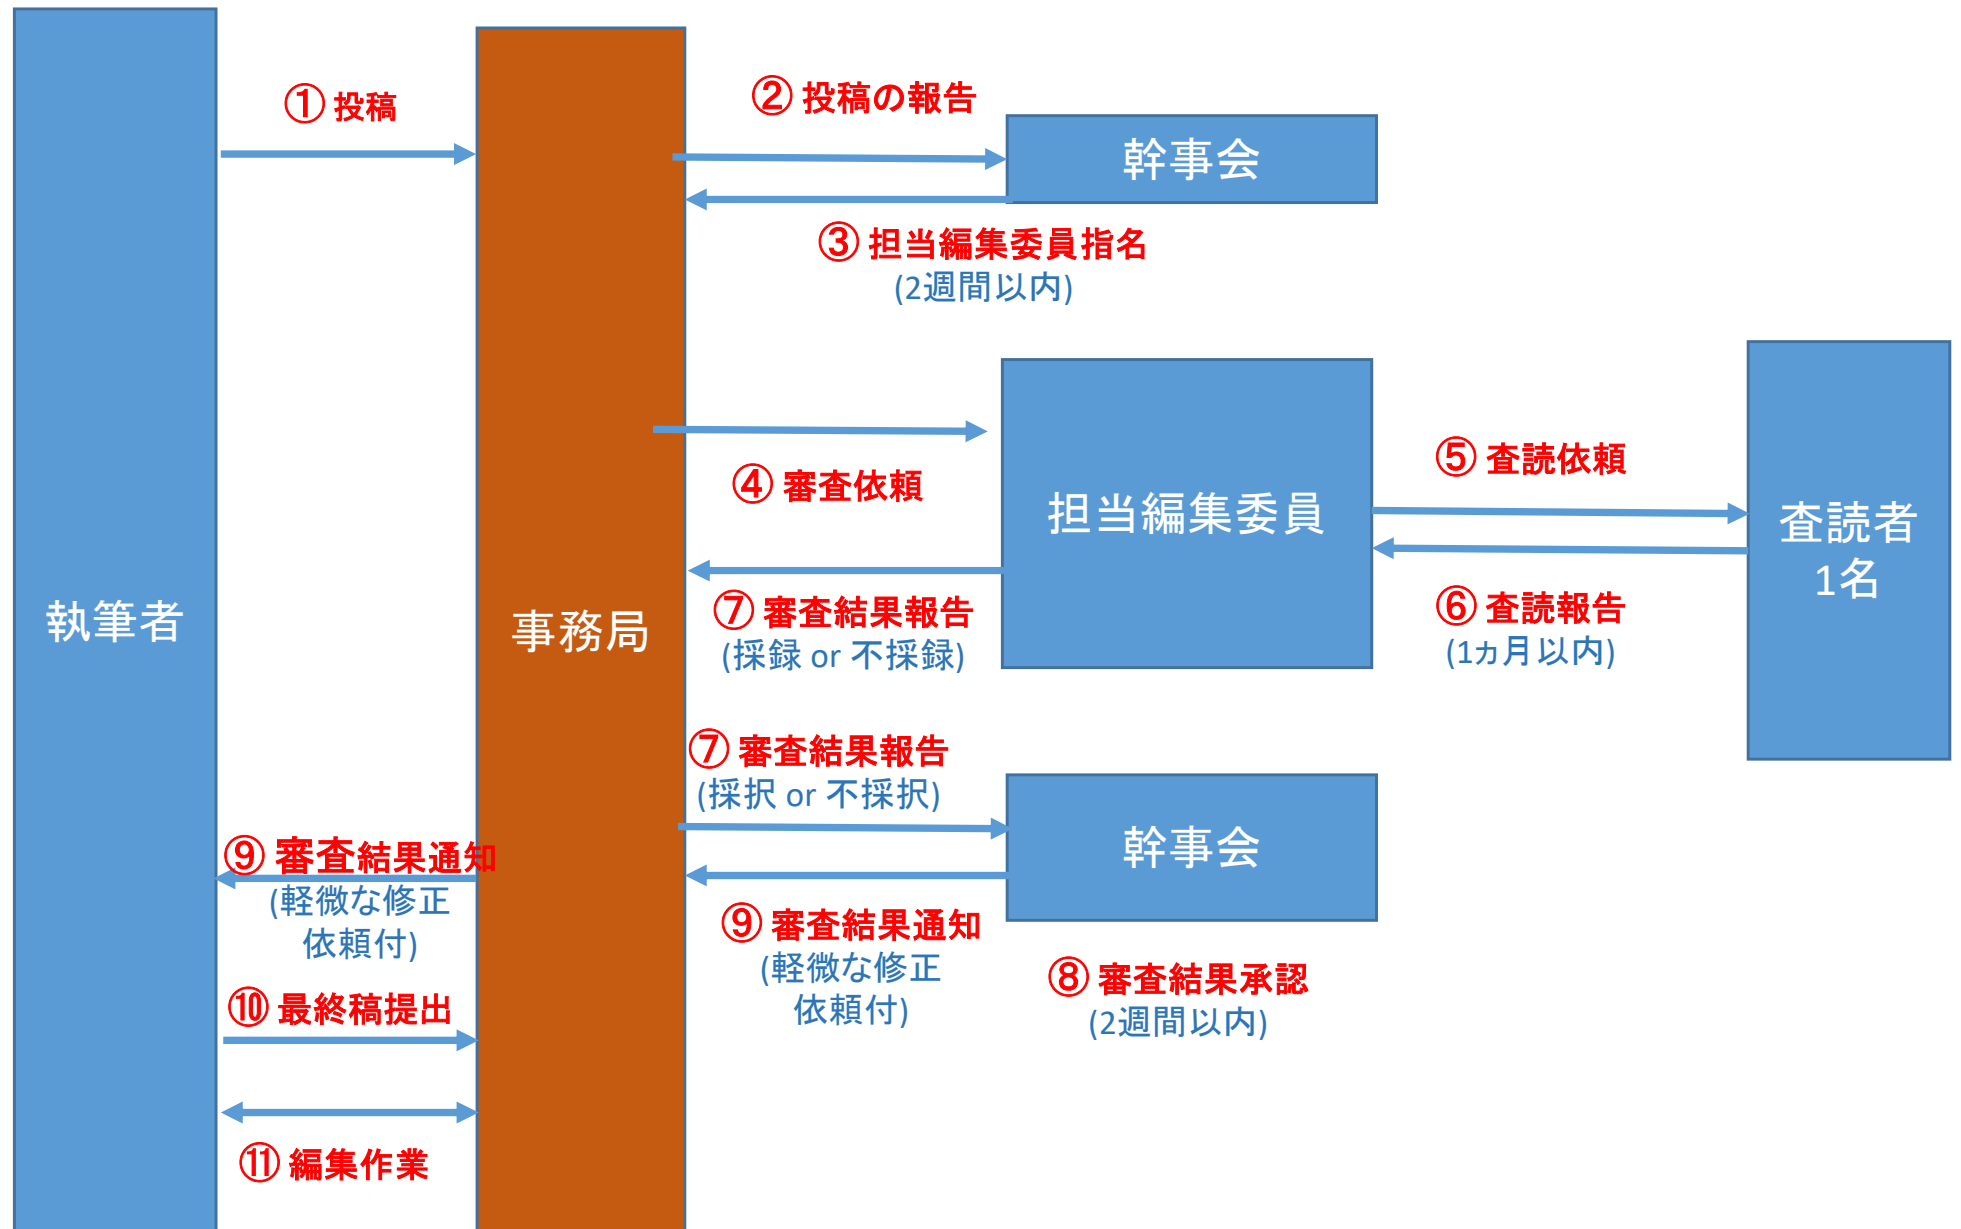 ① 投稿
② 投稿の報告
幹事会
③ 担当編集委員指名
(2週間以内)
④ 審査依頼
担当編集委員
⑤ 査読依頼
査読者
1名
⑥ 査読報告
(1ヵ月以内)
執筆者
事務局
⑦ 審査結果報告
(採録 or 不採録)
⑦ 審査結果報告
(採択 or 不採択)
幹事会
⑨ 審査結果通知
(軽微な修正
依頼付)
⑨ 審査結果通知
(軽微な修正
依頼付)
⑧ 審査結果承認
(2週間以内)
⑩ 最終稿提出
⑪ 編集作業